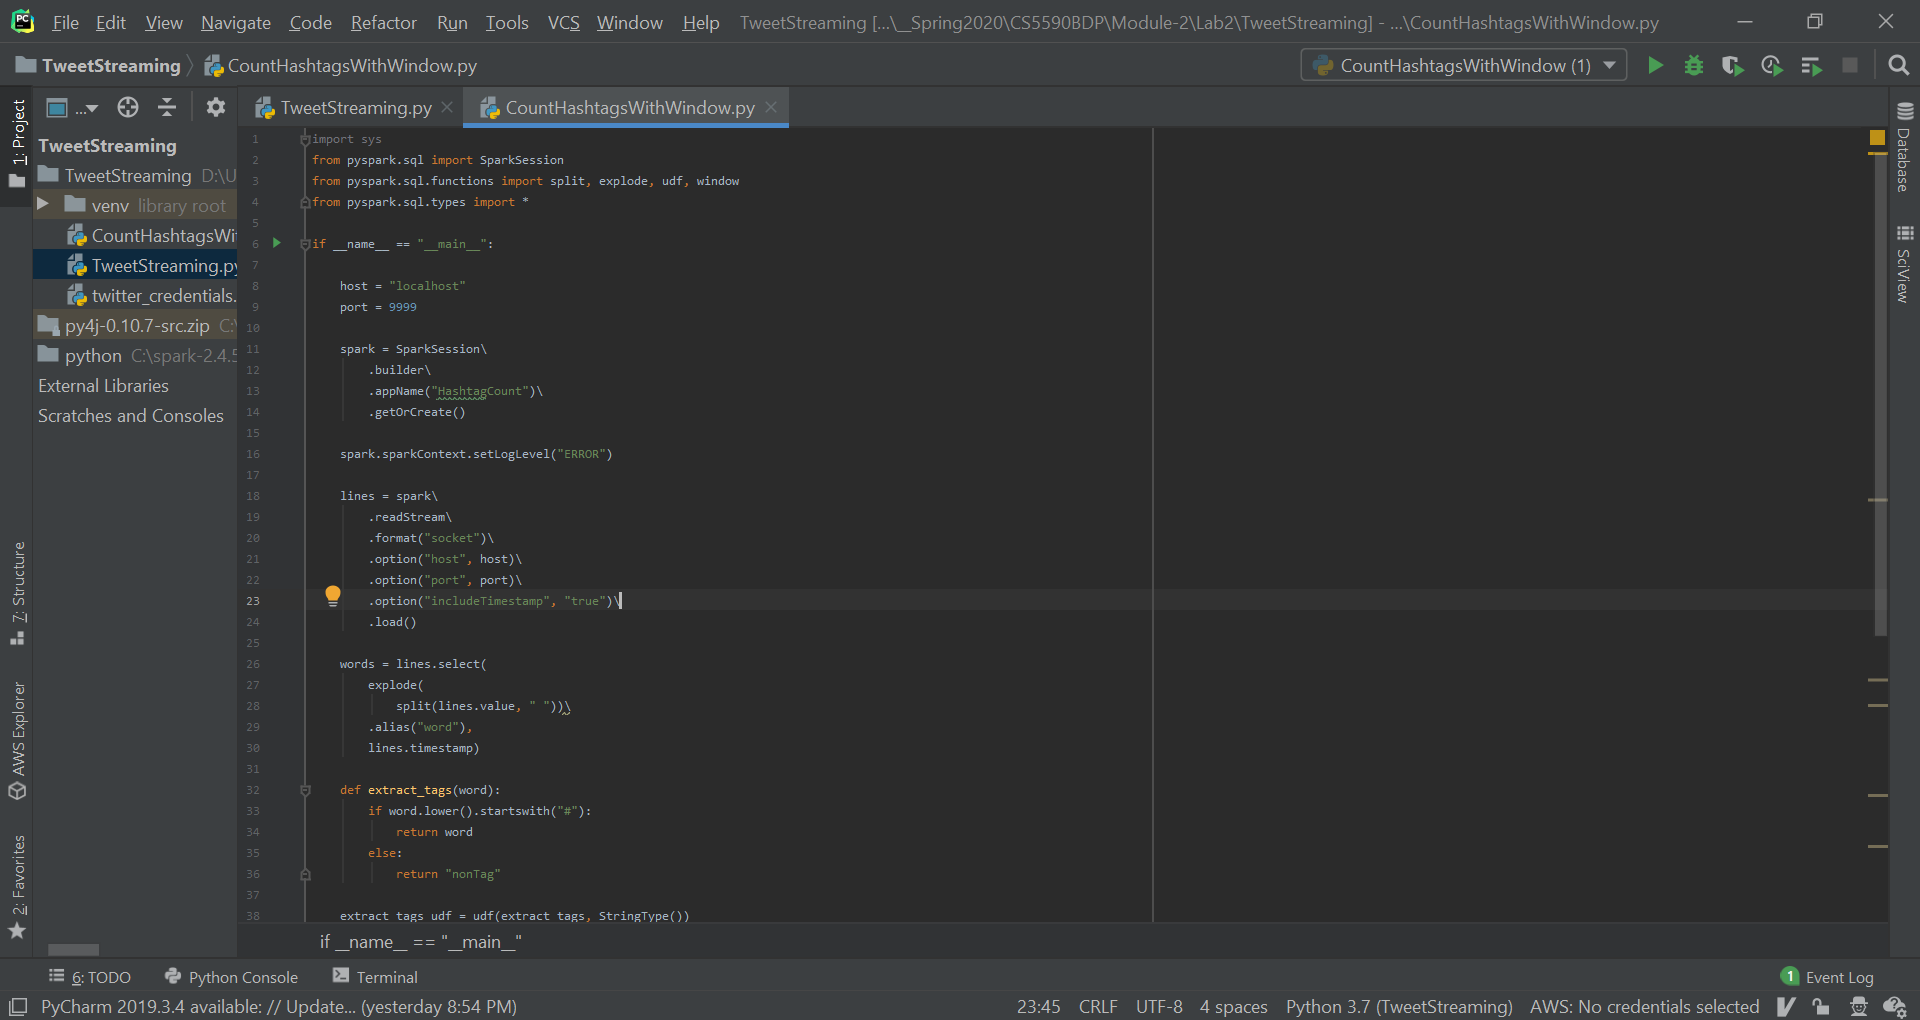 File Edit View Navigate Code Refactor Run Tools VCS Window Help TweetStreaming [...\__Spring2020\CS5590BDP\Module-2\Lab2\TweetStreaming] - ...\CountHashtagsWithWindow.py
TweetStreaming CountHashtagsWithWindow.py CountHashtagsWithWindow (1)
... TweetStreaming.py CountHashtagsWithWindow.py
1: Project
7: Structure
AWS Explorer
2: Favorites
TweetStreaming
TweetStreaming D:\U
venv library root
CountHashtagsWi
TweetStreaming.py
twitter_credentials.
py4j-0.10.7-src.zip C:\
python C:\spark-2.4.5
External Libraries
Scratches and Consoles
1 import sys
2 from pyspark.sql import SparkSession
3 from pyspark.sql.functions import split, explode, udf, window
4 from pyspark.sql.types import *
5
6 if __name__ == "__main__":
7
8 host = "localhost"
9 port = 9999
10
11 spark = SparkSession\
12 .builder\
13 .appName("HashtagCount")\
14 .getOrCreate()
15
16 spark.sparkContext.setLogLevel("ERROR")
17
18 lines = spark\
19 .readStream\
20 .format("socket")\
21 .option("host", host)\
22 .option("port", port)\
23 .option("includeTimestamp", "true")\
24 .load()
25
26 words = lines.select(
27 explode(
28 split(lines.value, " "))\
29 .alias("word"),
30 lines.timestamp)
31
32 def extract_tags(word):
33 if word.lower().startswith("#"):
34 return word
35 else:
36 return "nonTag"
37
38 extract_tags_udf = udf(extract_tags, StringType())
if __name__ == "__main__"
Database
SciView
6: TODO Python Console Terminal 1 Event Log
PyCharm 2019.3.4 available: // Update... (yesterday 8:54 PM) 23:45 CRLF UTF-8 4 spaces Python 3.7 (TweetStreaming) AWS: No credentials selected